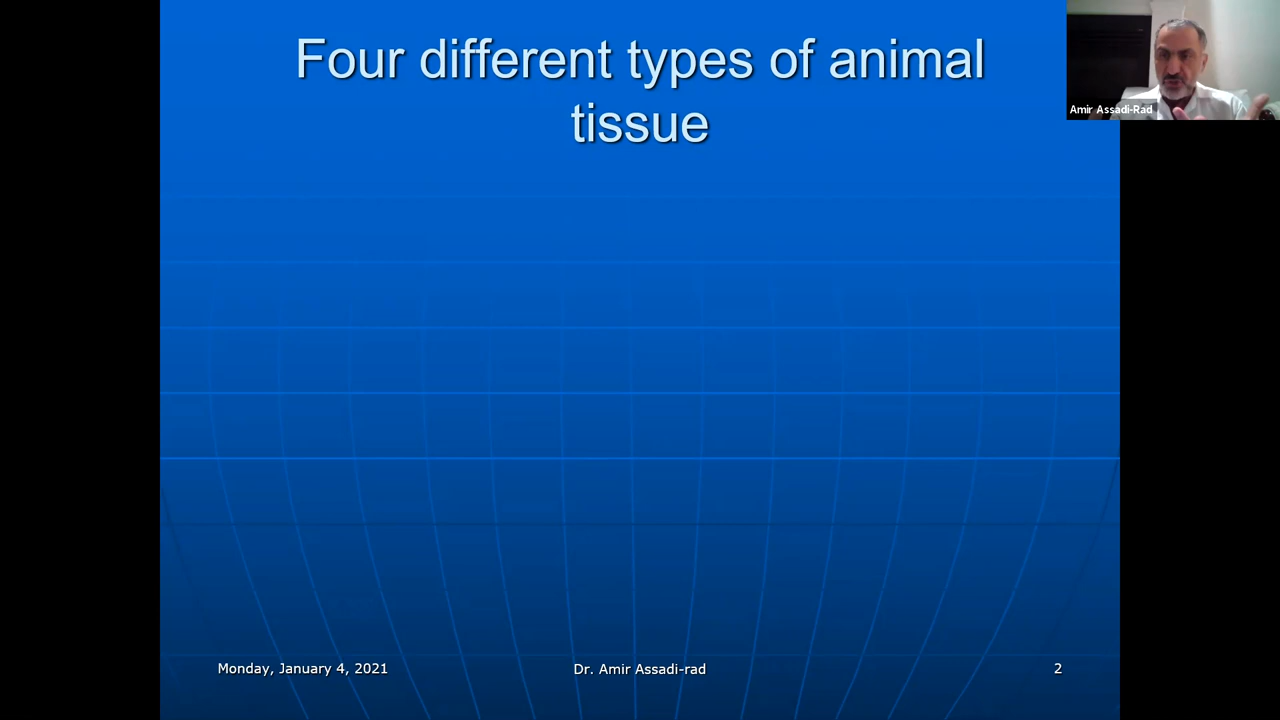 Four different types of animal
tissue
Amir Assadi-Rad
Monday, January 4, 2021
Dr. Amir Assadi-rad
2